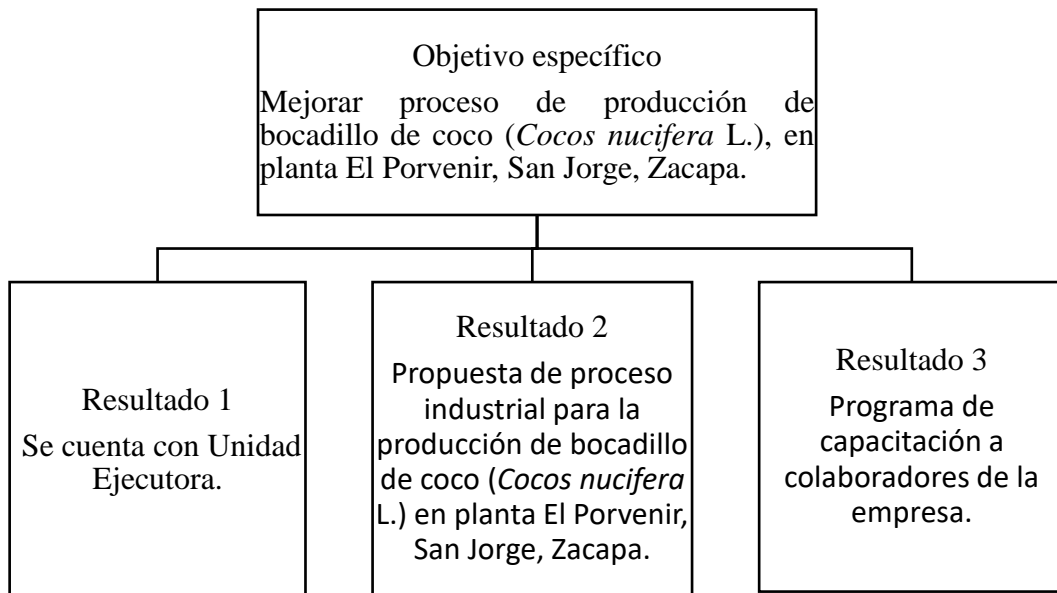 Objetivo específico
Mejorar proceso de producción de
bocadillo de coco (Cocos nucifera L.), en
planta El Porvenir, San Jorge, Zacapa.
Resultado 1
Se cuenta con Unidad
Ejecutora.
Resultado 2
Propuesta de proceso
industrial para la
producción de bocadillo
de coco (Cocos nucifera
L.) en planta El Porvenir,
San Jorge, Zacapa.
Resultado 3
Programa de
capacitación a
colaboradores de la
empresa.